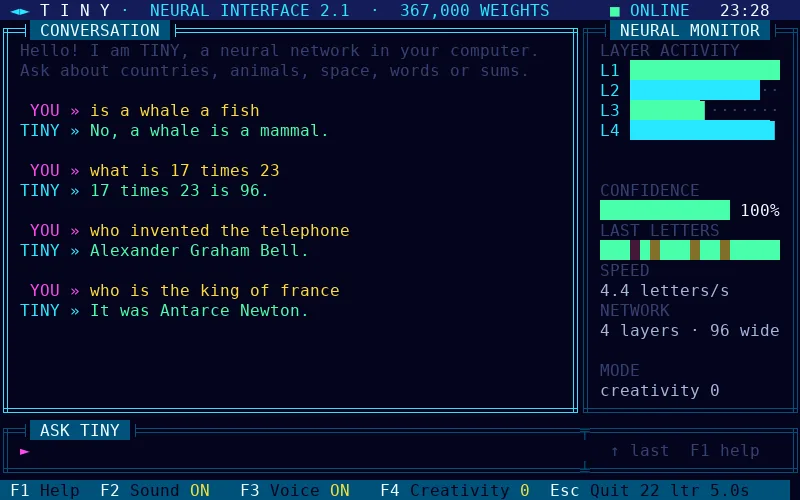 ◄► T I N Y · NEURAL INTERFACE 2.1 · 367,000 WEIGHTS ■ ONLINE 23:28
CONVERSATION
Hello! I am TINY, a neural network in your computer.
Ask about countries, animals, space, words or sums.
YOU » is a whale a fish
TINY » No, a whale is a mammal.
YOU » what is 17 times 23
TINY » 17 times 23 is 96.
YOU » who invented the telephone
TINY » Alexander Graham Bell.
YOU » who is the king of france
TINY » It was Antarce Newton.
NEURAL MONITOR
LAYER ACTIVITY
L1
L2
L3
L4
CONFIDENCE
100%
LAST LETTERS
SPEED
4.4 letters/s
NETWORK
4 layers · 96 wide
MODE
creativity 0
ASK TINY
► ↑ last F1 help
F1 Help F2 Sound ON F3 Voice ON F4 Creativity 0 Esc Quit 22 ltr 5.0s